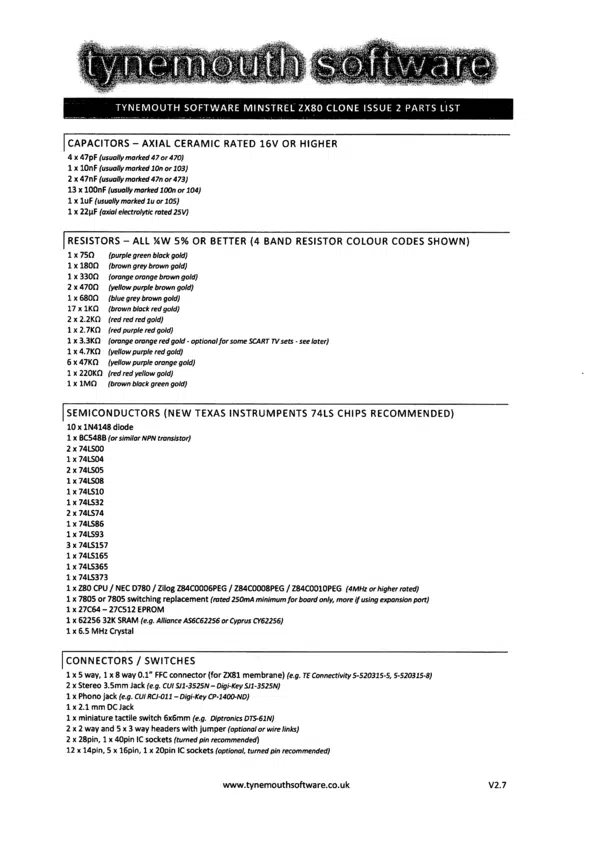 tynemouth software
TYNEMOUTH SOFTWARE MINSTREL ZX80 CLONE ISSUE 2 PARTS LIST
CAPACITORS – AXIAL CERAMIC RATED 16V OR HIGHER
4 x 47pF (usually marked 47 or 470)
1 x 10nF (usually marked 10n or 103)
2 x 47nF (usually marked 47n or 473)
13 x 100nF (usually marked 100n or 104)
1 x 1uF (usually marked 1u or 105)
1 x 22µF (axial electrolytic rated 25V)
RESISTORS – ALL ¼W 5% OR BETTER (4 BAND RESISTOR COLOUR CODES SHOWN)
1 x 75Ω (purple green black gold)
1 x 180Ω (brown grey brown gold)
1 x 330Ω (orange orange brown gold)
2 x 470Ω (yellow purple brown gold)
1 x 680Ω (blue grey brown gold)
17 x 1KΩ (brown black red gold)
2 x 2.2KΩ (red red red gold)
1 x 2.7KΩ (red purple red gold)
1 x 3.3KΩ (orange orange red gold - optional for some SCART TV sets - see later)
1 x 4.7KΩ (yellow purple red gold)
6 x 47KΩ (yellow purple orange gold)
1 x 220KΩ (red red yellow gold)
1 x 1MΩ (brown black green gold)
SEMICONDUCTORS (NEW TEXAS INSTRUMPENTS 74LS CHIPS RECOMMENDED)
10 x 1N4148 diode
1 x BC548B (or similar NPN transistor)
2 x 74LS00
1 x 74LS04
2 x 74LS05
1 x 74LS08
1 x 74LS10
1 x 74LS32
2 x 74LS74
1 x 74LS86
1 x 74LS93
3 x 74LS157
1 x 74LS165
1 x 74LS365
1 x 74LS373
1 x Z80 CPU / NEC D780 / Zilog Z84C0006PEG / Z84C0008PEG / Z84C0010PEG (4MHz or higher rated)
1 x 7805 or 7805 switching replacement (rated 250mA minimum for board only, more if using expansion port)
1 x 27C64 – 27C512 EPROM
1 x 62256 32K SRAM (e.g. Alliance AS6C62256 or Cyprus CY62256)
1 x 6.5 MHz Crystal
CONNECTORS / SWITCHES
1 x 5 way, 1 x 8 way 0.1" FFC connector (for ZX81 membrane) (e.g. TE Connectivity 5-520315-5, 5-520315-8)
2 x Stereo 3.5mm Jack (e.g. CUI SJ1-3525N – Digi-Key SJ1-3525N)
1 x Phono jack (e.g. CUI RCJ-011 – Digi-Key CP-1400-ND)
1 x 2.1 mm DC Jack
1 x miniature tactile switch 6x6mm (e.g. Diptronics DTS-61N)
2 x 2 way and 5 x 3 way headers with jumper (optional or wire links)
2 x 28pin, 1 x 40pin IC sockets (turned pin recommended)
12 x 14pin, 5 x 16pin, 1 x 20pin IC sockets (optional, turned pin recommended)
www.tynemouthsoftware.co.uk V2.7